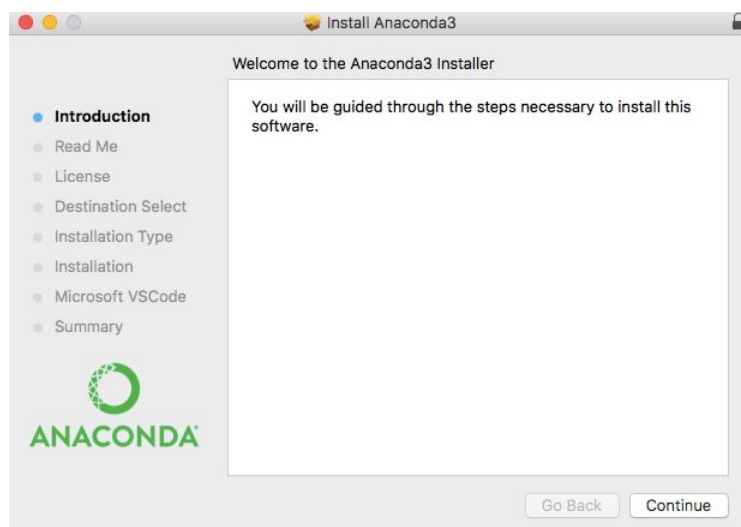 Install Anaconda3
Welcome to the Anaconda3 Installer
Introduction
Read Me
License
Destination Select
Installation Type
Installation
Microsoft VSCode
Summary
ANACONDA
You will be guided through the steps necessary to install this
software.
Go Back
Continue